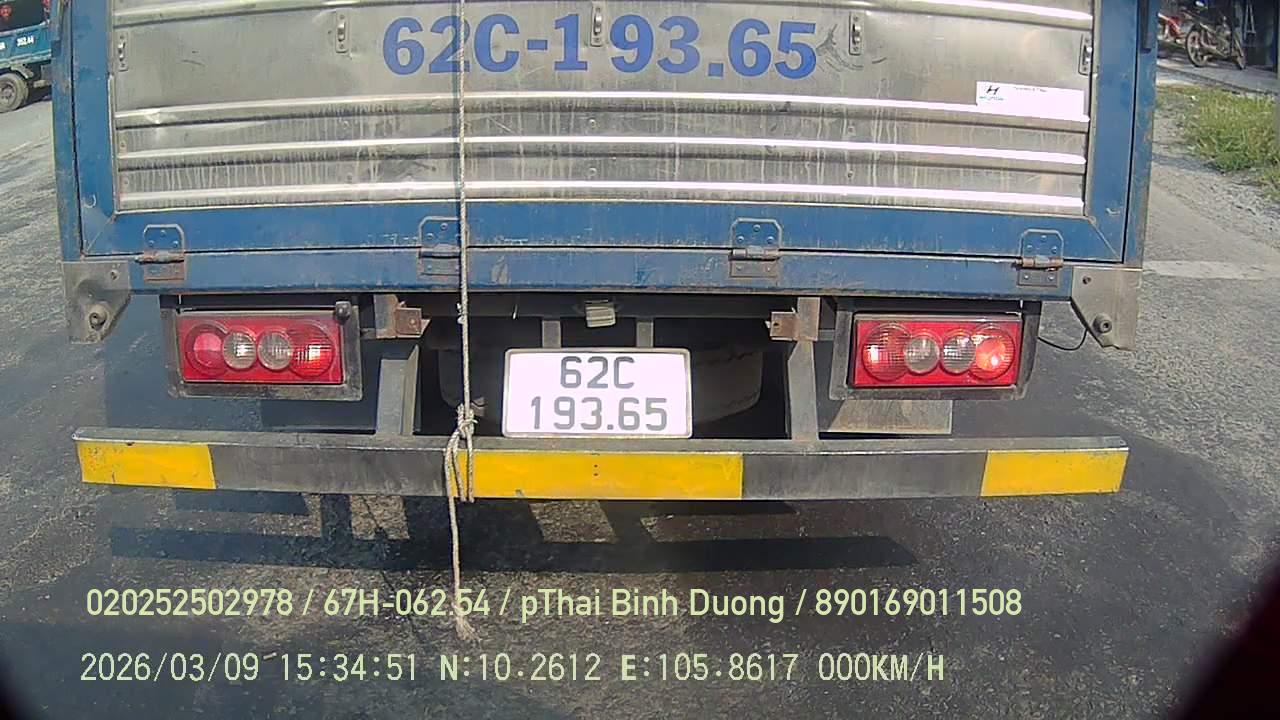 62C-193.65
HYUNDAI
62C
193.65
020252502978 / 67H-062.54 / pThai Binh Duong / 890169011508
2026/03/09 15:34:51 N:10.2612 E:105.8617 000KM/H